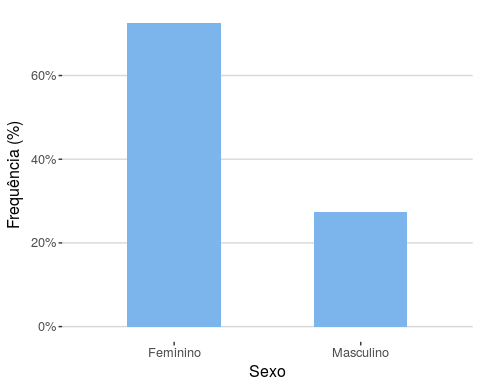 Frequência (%)
60%
40%
20%
0%
Feminino
Masculino
Sexo